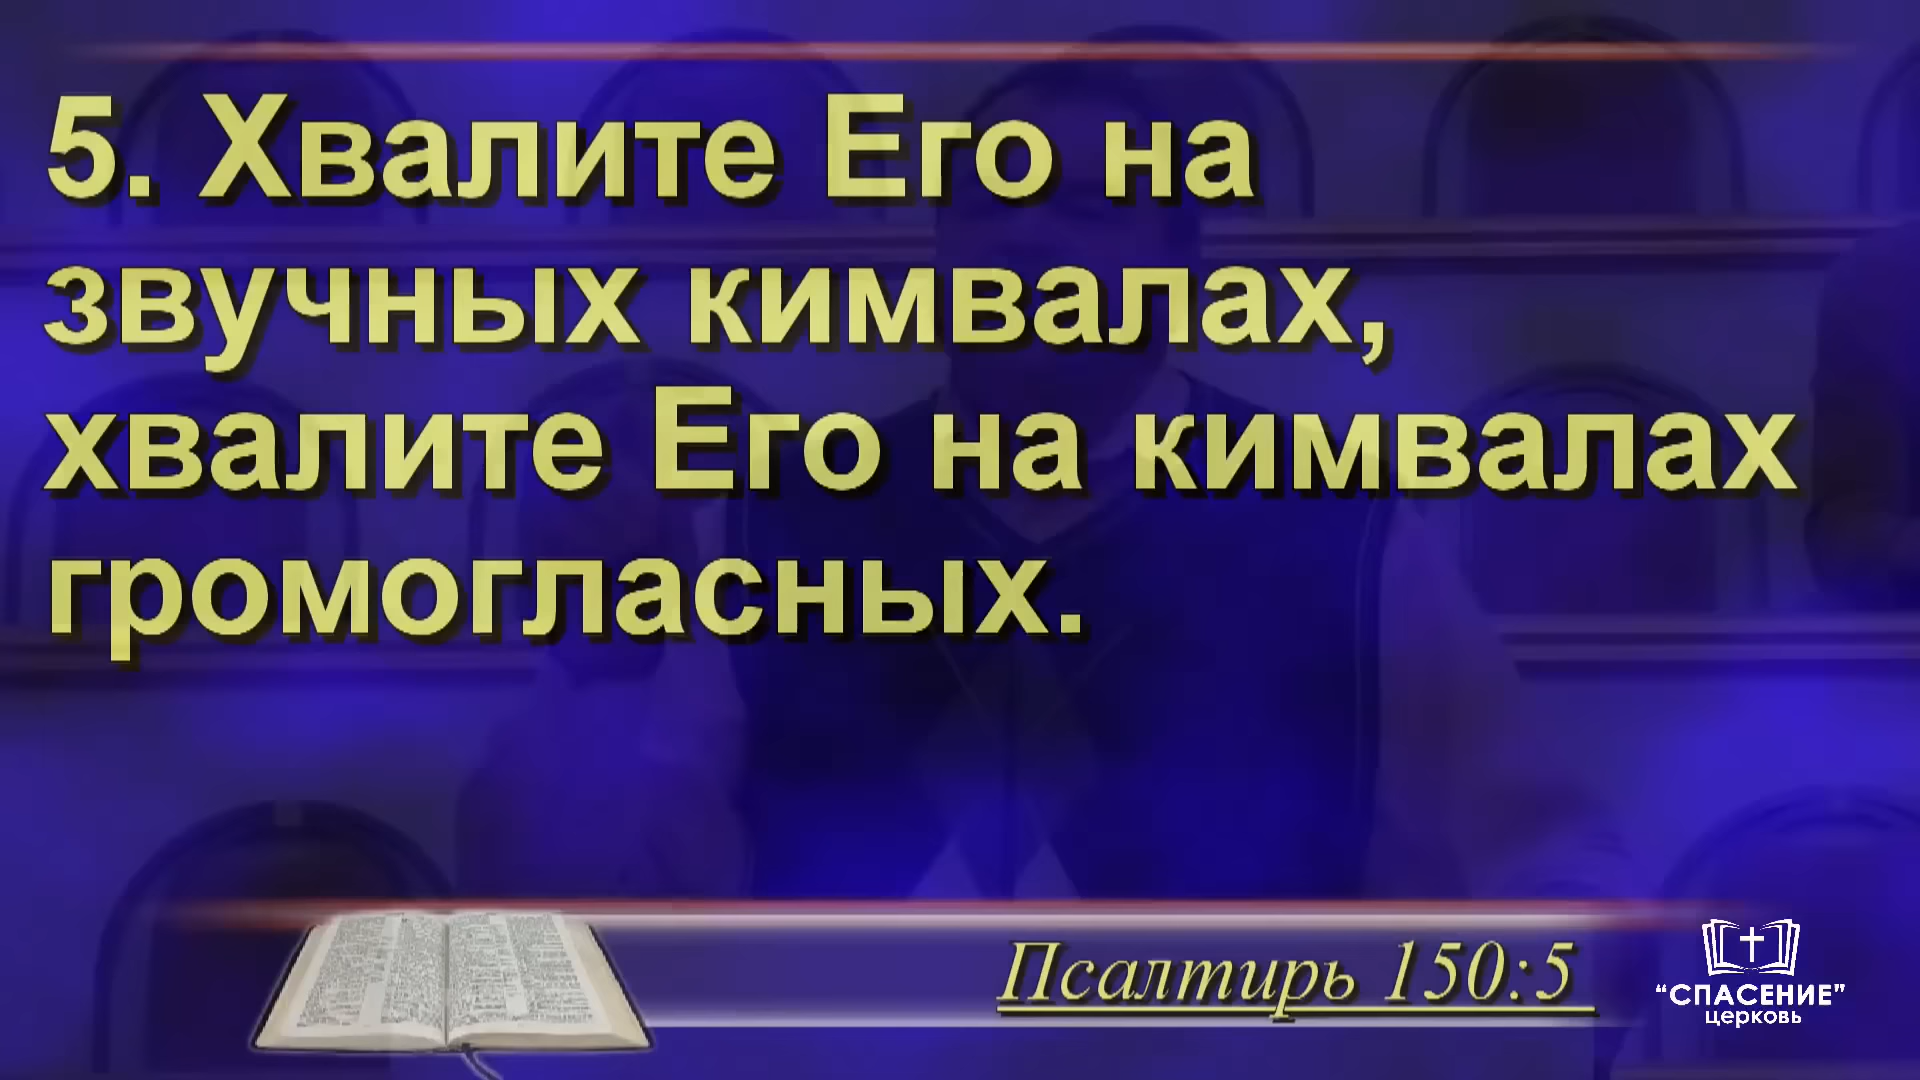 5. Хвалите Его на
звучных кимвалах,
хвалите Его на кимвалах
громогласных.
Псалтирь 150:5
“СПАСЕНИЕ”
церковь